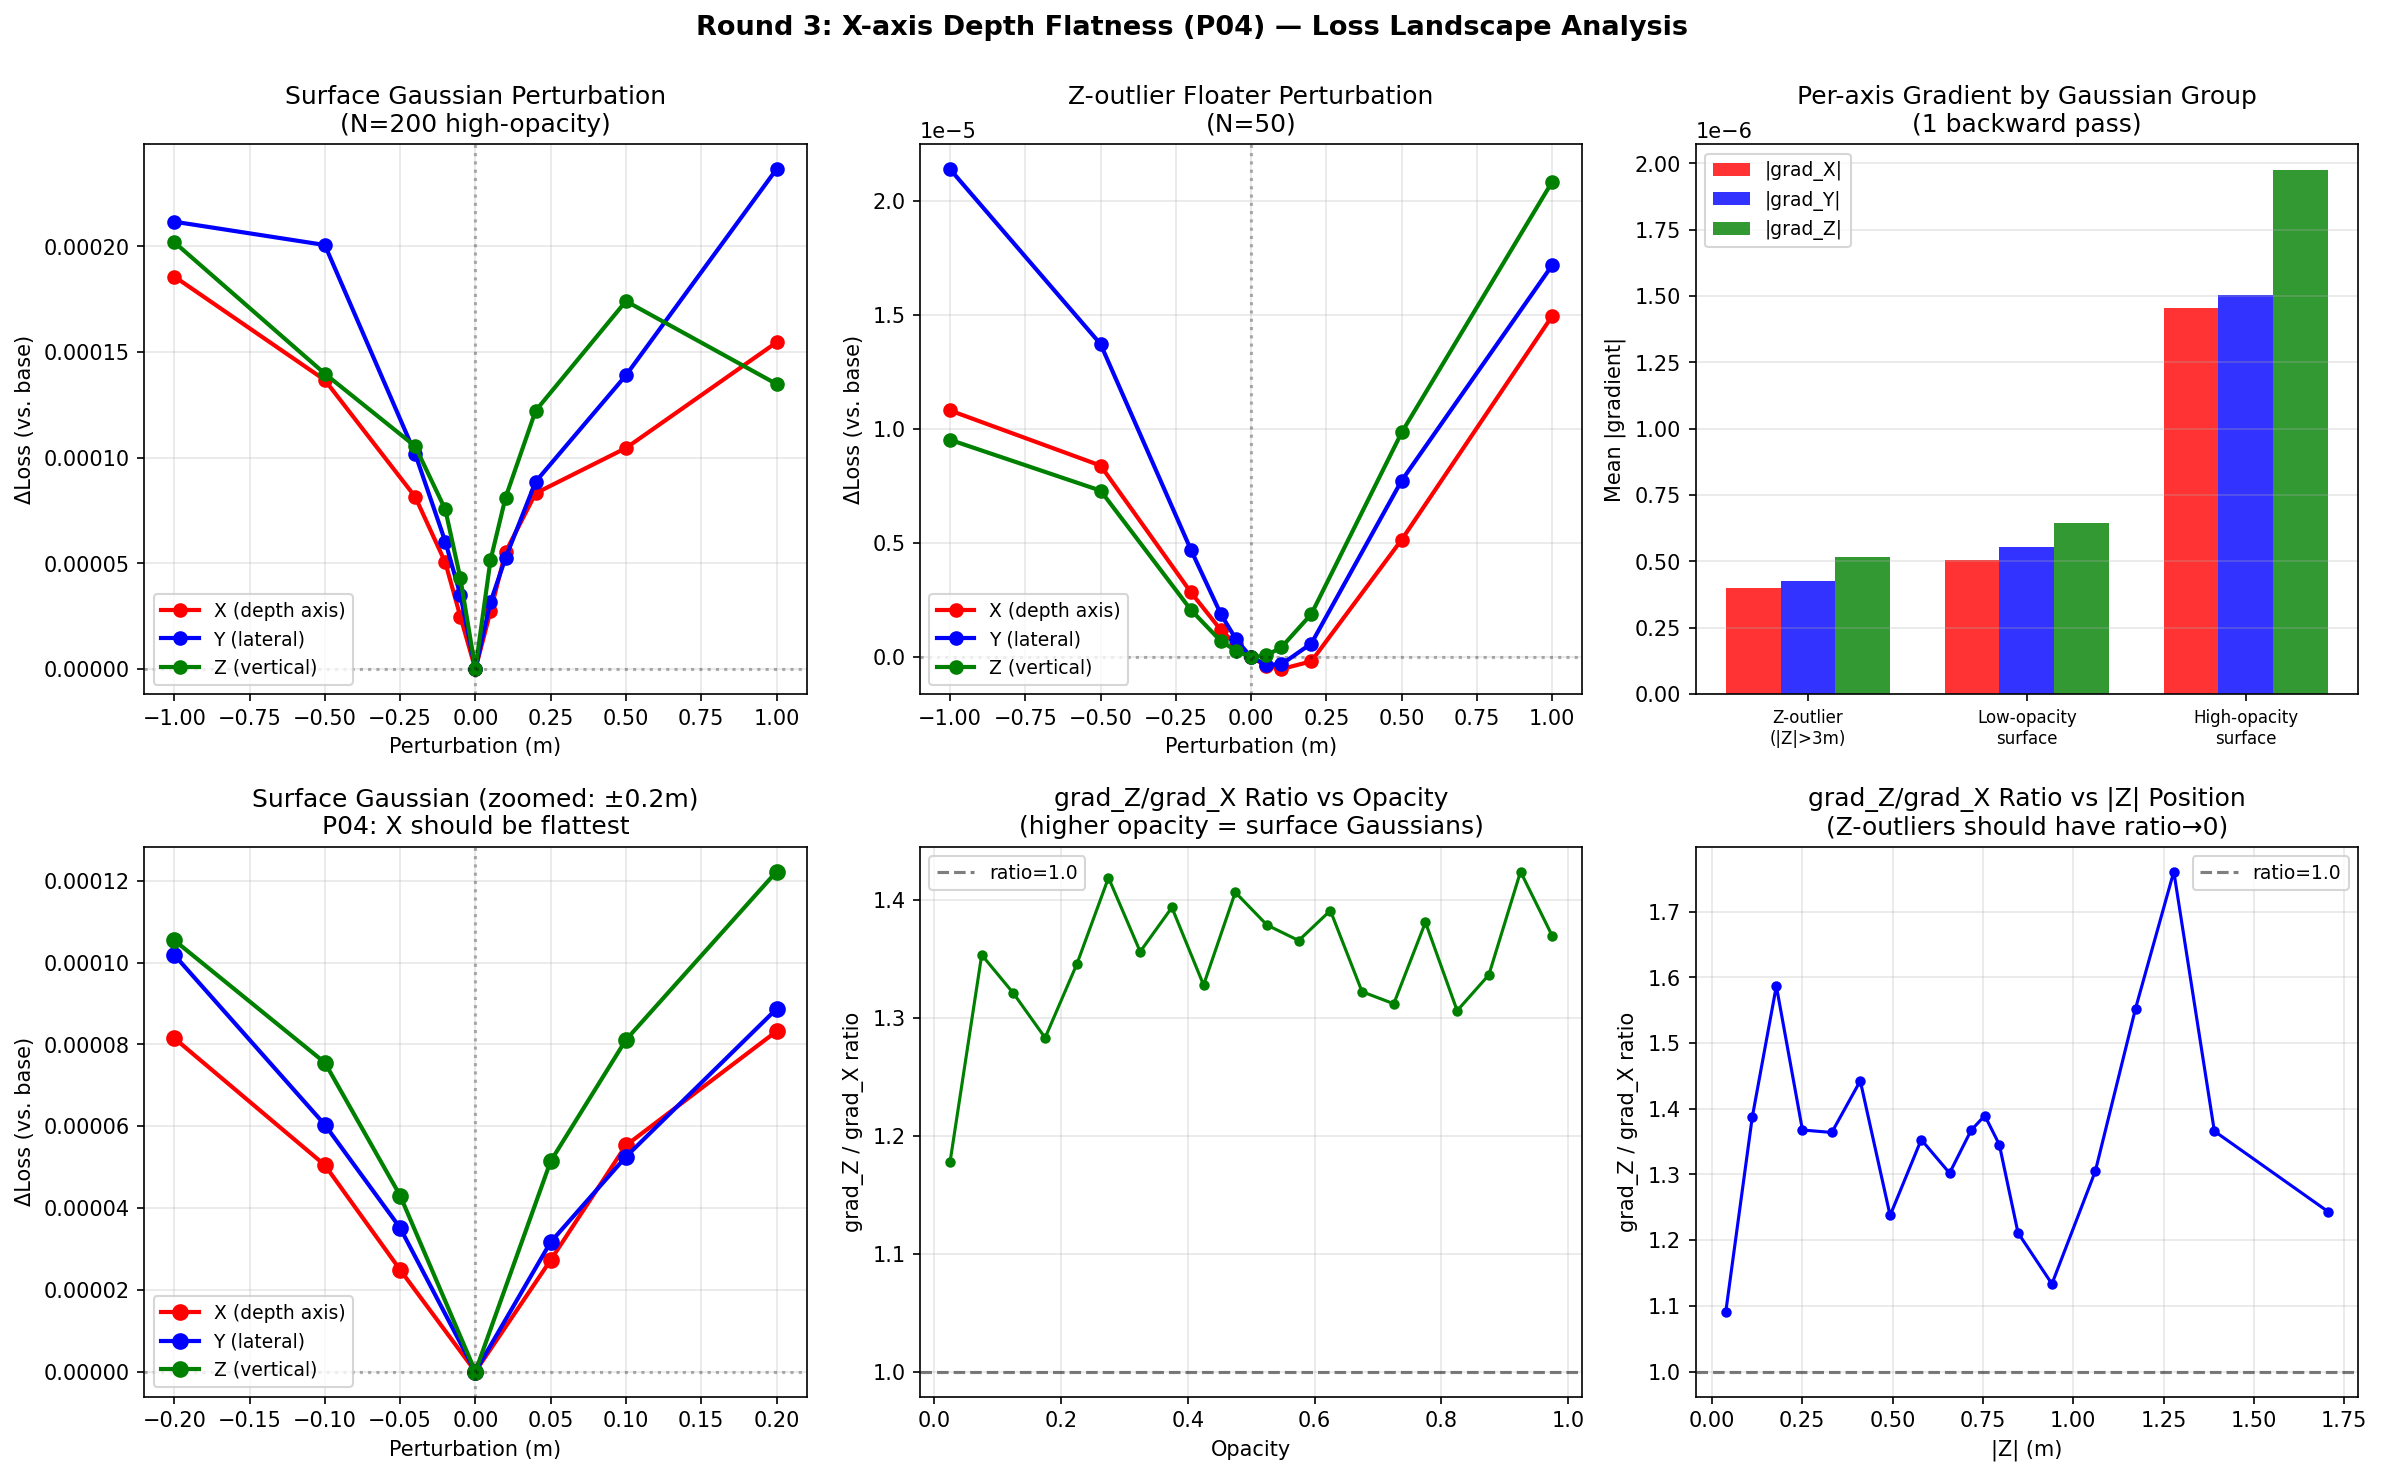 Round 3: X-axis Depth Flatness (P04) — Loss Landscape Analysis
Surface Gaussian Perturbation
(N=200 high-opacity)
ΔLoss (vs. base)
0.00020
0.00015
0.00010
0.00005
0.00000
X (depth axis)
Y (lateral)
Z (vertical)
−1.00 −0.75 −0.50 −0.25 0.00 0.25 0.50 0.75 1.00
Perturbation (m)
Z-outlier Floater Perturbation
(N=50)
1e−5
ΔLoss (vs. base)
2.0
1.5
1.0
0.5
0.0
X (depth axis)
Y (lateral)
Z (vertical)
−1.00 −0.75 −0.50 −0.25 0.00 0.25 0.50 0.75 1.00
Perturbation (m)
Per-axis Gradient by Gaussian Group
(1 backward pass)
1e−6
Mean |gradient|
2.00
1.75
1.50
1.25
1.00
0.75
0.50
0.25
0.00
|grad_X|
|grad_Y|
|grad_Z|
Z-outlier
(|Z|>3m)
Low-opacity
surface
High-opacity
surface
Surface Gaussian (zoomed: ±0.2m)
P04: X should be flattest
ΔLoss (vs. base)
0.00012
0.00010
0.00008
0.00006
0.00004
0.00002
0.00000
X (depth axis)
Y (lateral)
Z (vertical)
−0.20 −0.15 −0.10 −0.05 0.00 0.05 0.10 0.15 0.20
Perturbation (m)
grad_Z/grad_X Ratio vs Opacity
(higher opacity = surface Gaussians)
grad_Z / grad_X ratio
ratio=1.0
1.4
1.3
1.2
1.1
1.0
0.0 0.2 0.4 0.6 0.8 1.0
Opacity
grad_Z/grad_X Ratio vs |Z| Position
(Z-outliers should have ratio→0)
grad_Z / grad_X ratio
ratio=1.0
1.7
1.6
1.5
1.4
1.3
1.2
1.1
1.0
0.00 0.25 0.50 0.75 1.00 1.25 1.50 1.75
|Z| (m)